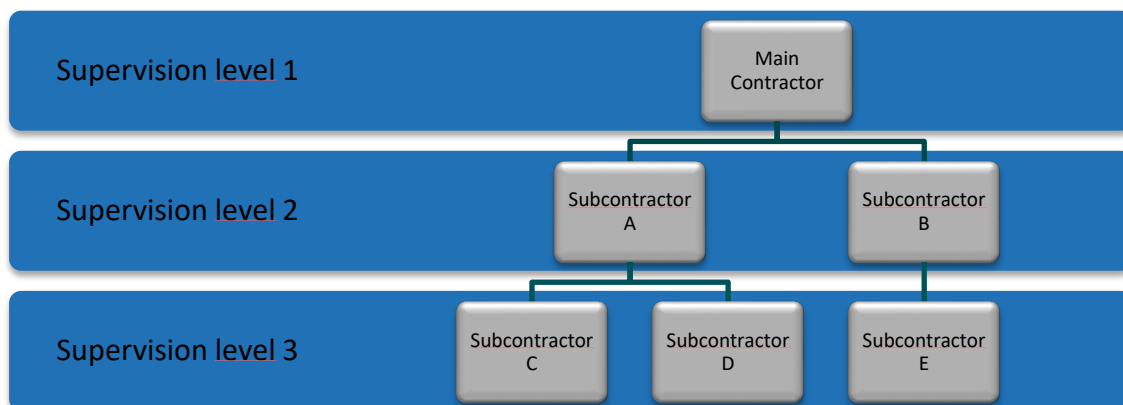 Supervision level 1
Main
Contractor
Supervision level 2
Subcontractor
A
Subcontractor
B
Supervision level 3
Subcontractor
C
Subcontractor
D
Subcontractor
E